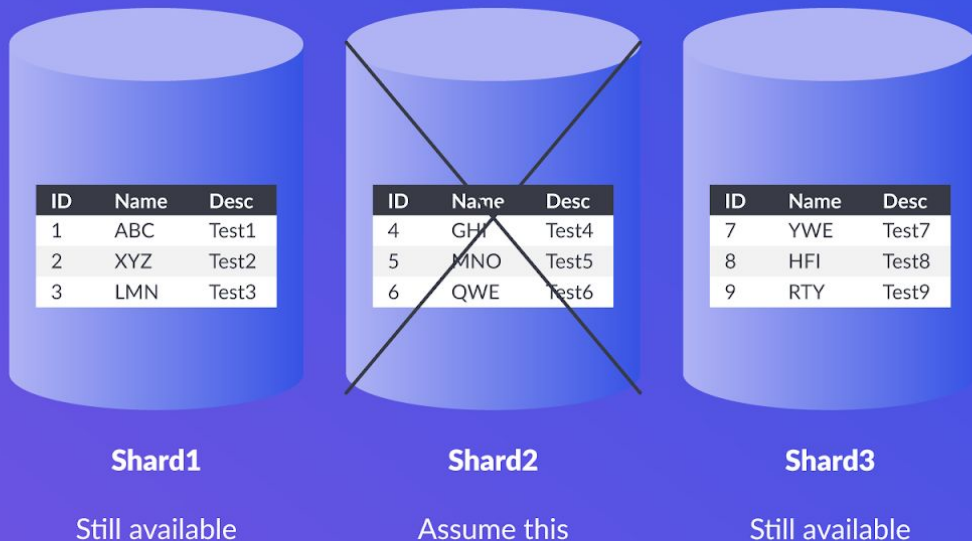 ID Name Desc
1 ABC Test1
2 XYZ Test2
3 LMN Test3
ID Name Desc
4 GHI Test4
5 MNO Test5
6 QWE Test6
ID Name Desc
7 YWE Test7
8 HFI Test8
9 RTY Test9
Shard1
Shard2
Shard3
Still available
Assume this
Still available